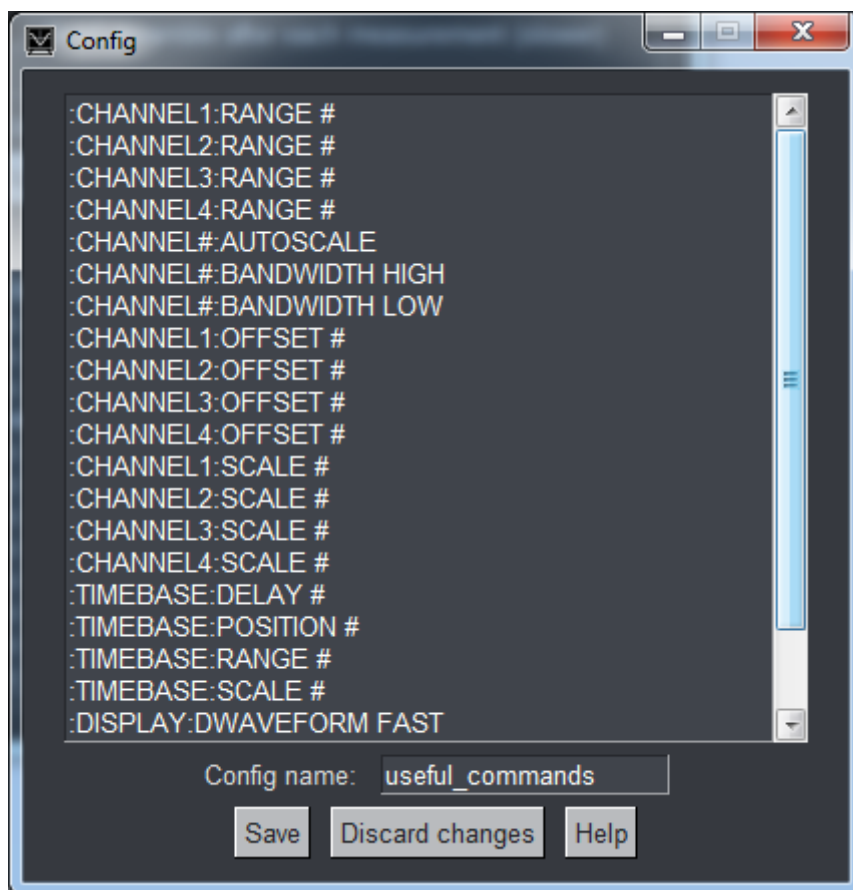 Config
:CHANNEL1:RANGE #
:CHANNEL2:RANGE #
:CHANNEL3:RANGE #
:CHANNEL4:RANGE #
:CHANNEL#:AUTOSCALE
:CHANNEL#:BANDWIDTH HIGH
:CHANNEL#:BANDWIDTH LOW
:CHANNEL1:OFFSET #
:CHANNEL2:OFFSET #
:CHANNEL3:OFFSET #
:CHANNEL4:OFFSET #
:CHANNEL1:SCALE #
:CHANNEL2:SCALE #
:CHANNEL3:SCALE #
:CHANNEL4:SCALE #
:TIMEBASE:DELAY #
:TIMEBASE:POSITION #
:TIMEBASE:RANGE #
:TIMEBASE:SCALE #
:DISPLAY:DWAVEFORM FAST
Config name: useful_commands
Save Discard changes Help